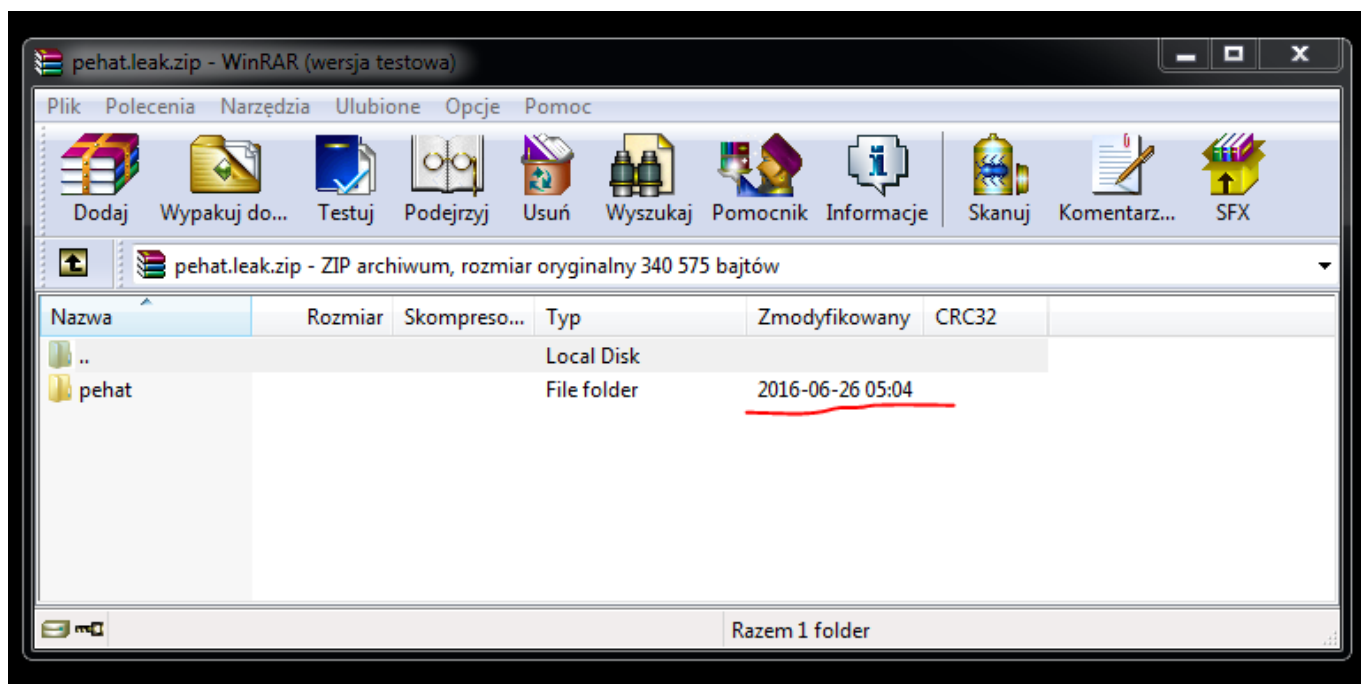 pehat.leak.zip - WinRAR (wersja testowa)
Plik Polecenia Narzędzia Ulubione Opcje Pomoc
Dodaj Wypakuj do... Testuj Podejrzyj Usuń Wyszukaj Pomocnik Informacje Skanuj Komentarz... SFX
pehat.leak.zip - ZIP archiwum, rozmiar oryginalny 340 575 bajtów
Nazwa Rozmiar Skompreso... Typ Zmodyfikowany CRC32
.. Local Disk
pehat File folder 2016-06-26 05:04
Razem 1 folder